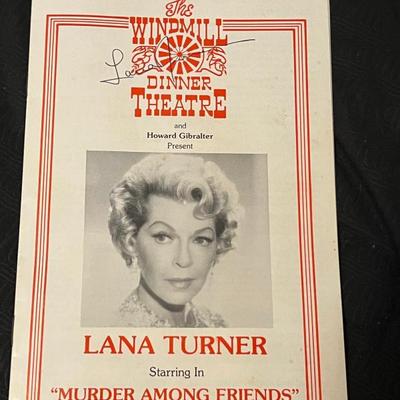 The
WINDMILL
DINNER
THEATRE
and
Howard Gibralter
Present
LANA TURNER
Starring In
"MURDER AMONG FRIENDS"